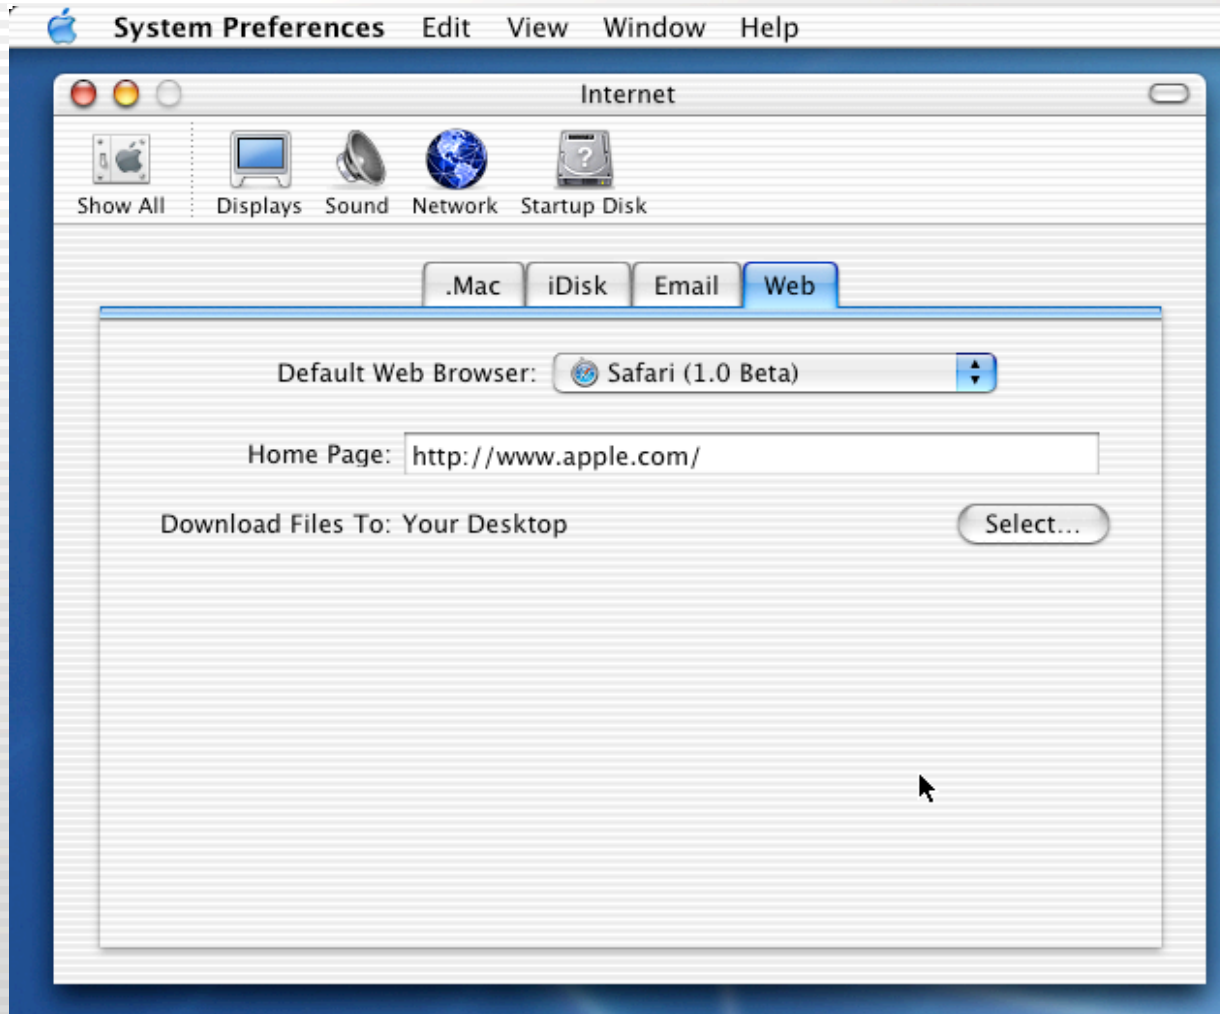 System Preferences Edit View Window Help
Internet
Show All Displays Sound Network Startup Disk
.Mac iDisk Email Web
Default Web Browser: Safari (1.0 Beta)
Home Page: http://www.apple.com/
Download Files To: Your Desktop Select...